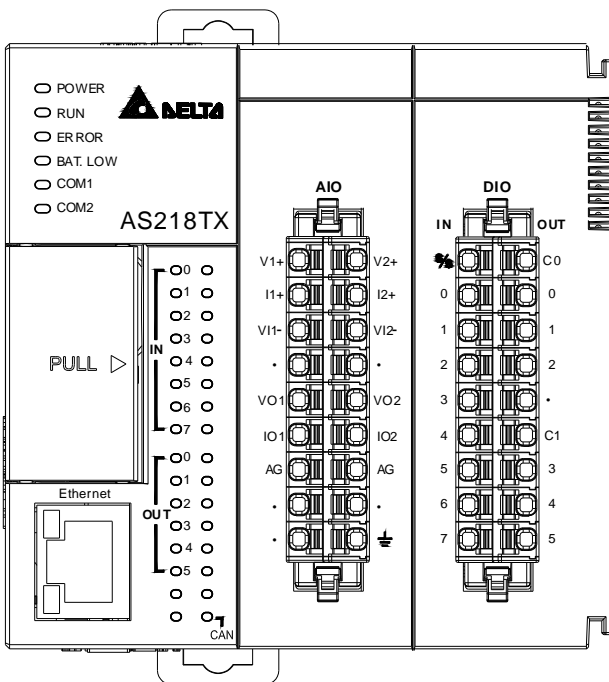 POWER
RUN
ERROR
BAT. LOW
COM1
COM2
DELTA
AS218TX
PULL
IN
0
1
2
3
4
5
6
7
OUT
0
1
2
3
4
5
CAN
Ethernet
AIO
V1+ V2+
I1+ I2+
VI1- VI2-
• •
VO1 VO2
IO1 IO2
AG AG
• •
•
DIO
IN OUT
S/S C0
0 0
1 1
2 2
3 •
4 C1
5 3
6 4
7 5